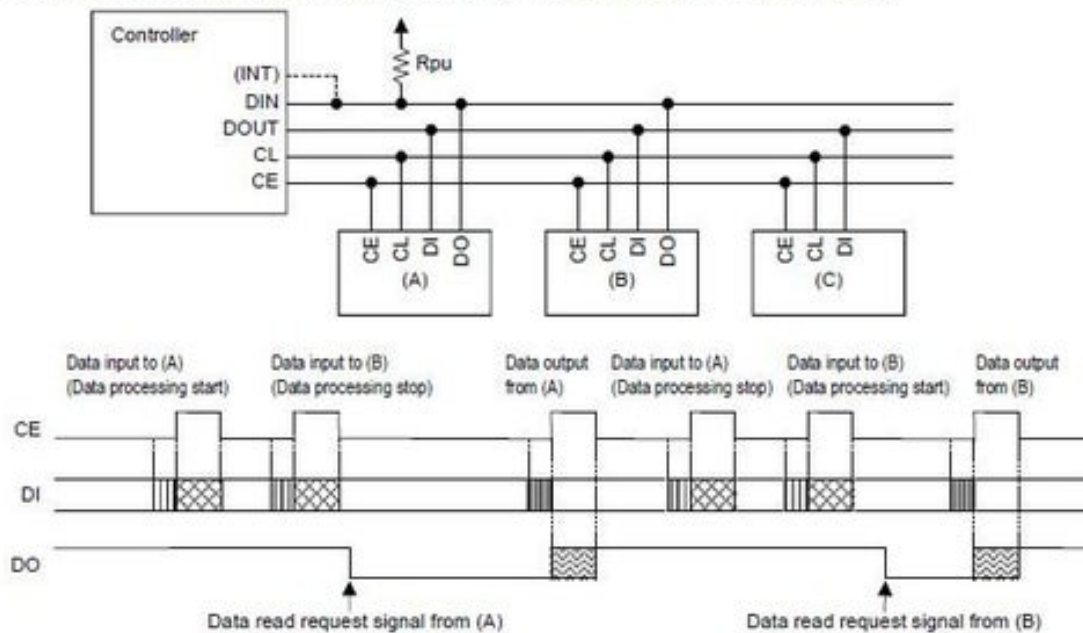 Controller
Rpu
(INT)
DIN
DOUT
CL
CE
CE CL DI DO
CE CL DI DO
CE CL DI
(A)
(B)
(C)
Data input to (A)
(Data processing start)
Data input to (B)
(Data processing stop)
Data output
from (A)
Data input to (A)
(Data processing stop)
Data input to (B)
(Data processing start)
Data output
from (B)
CE
DI
DO
Data read request signal from (A)
Data read request signal from (B)